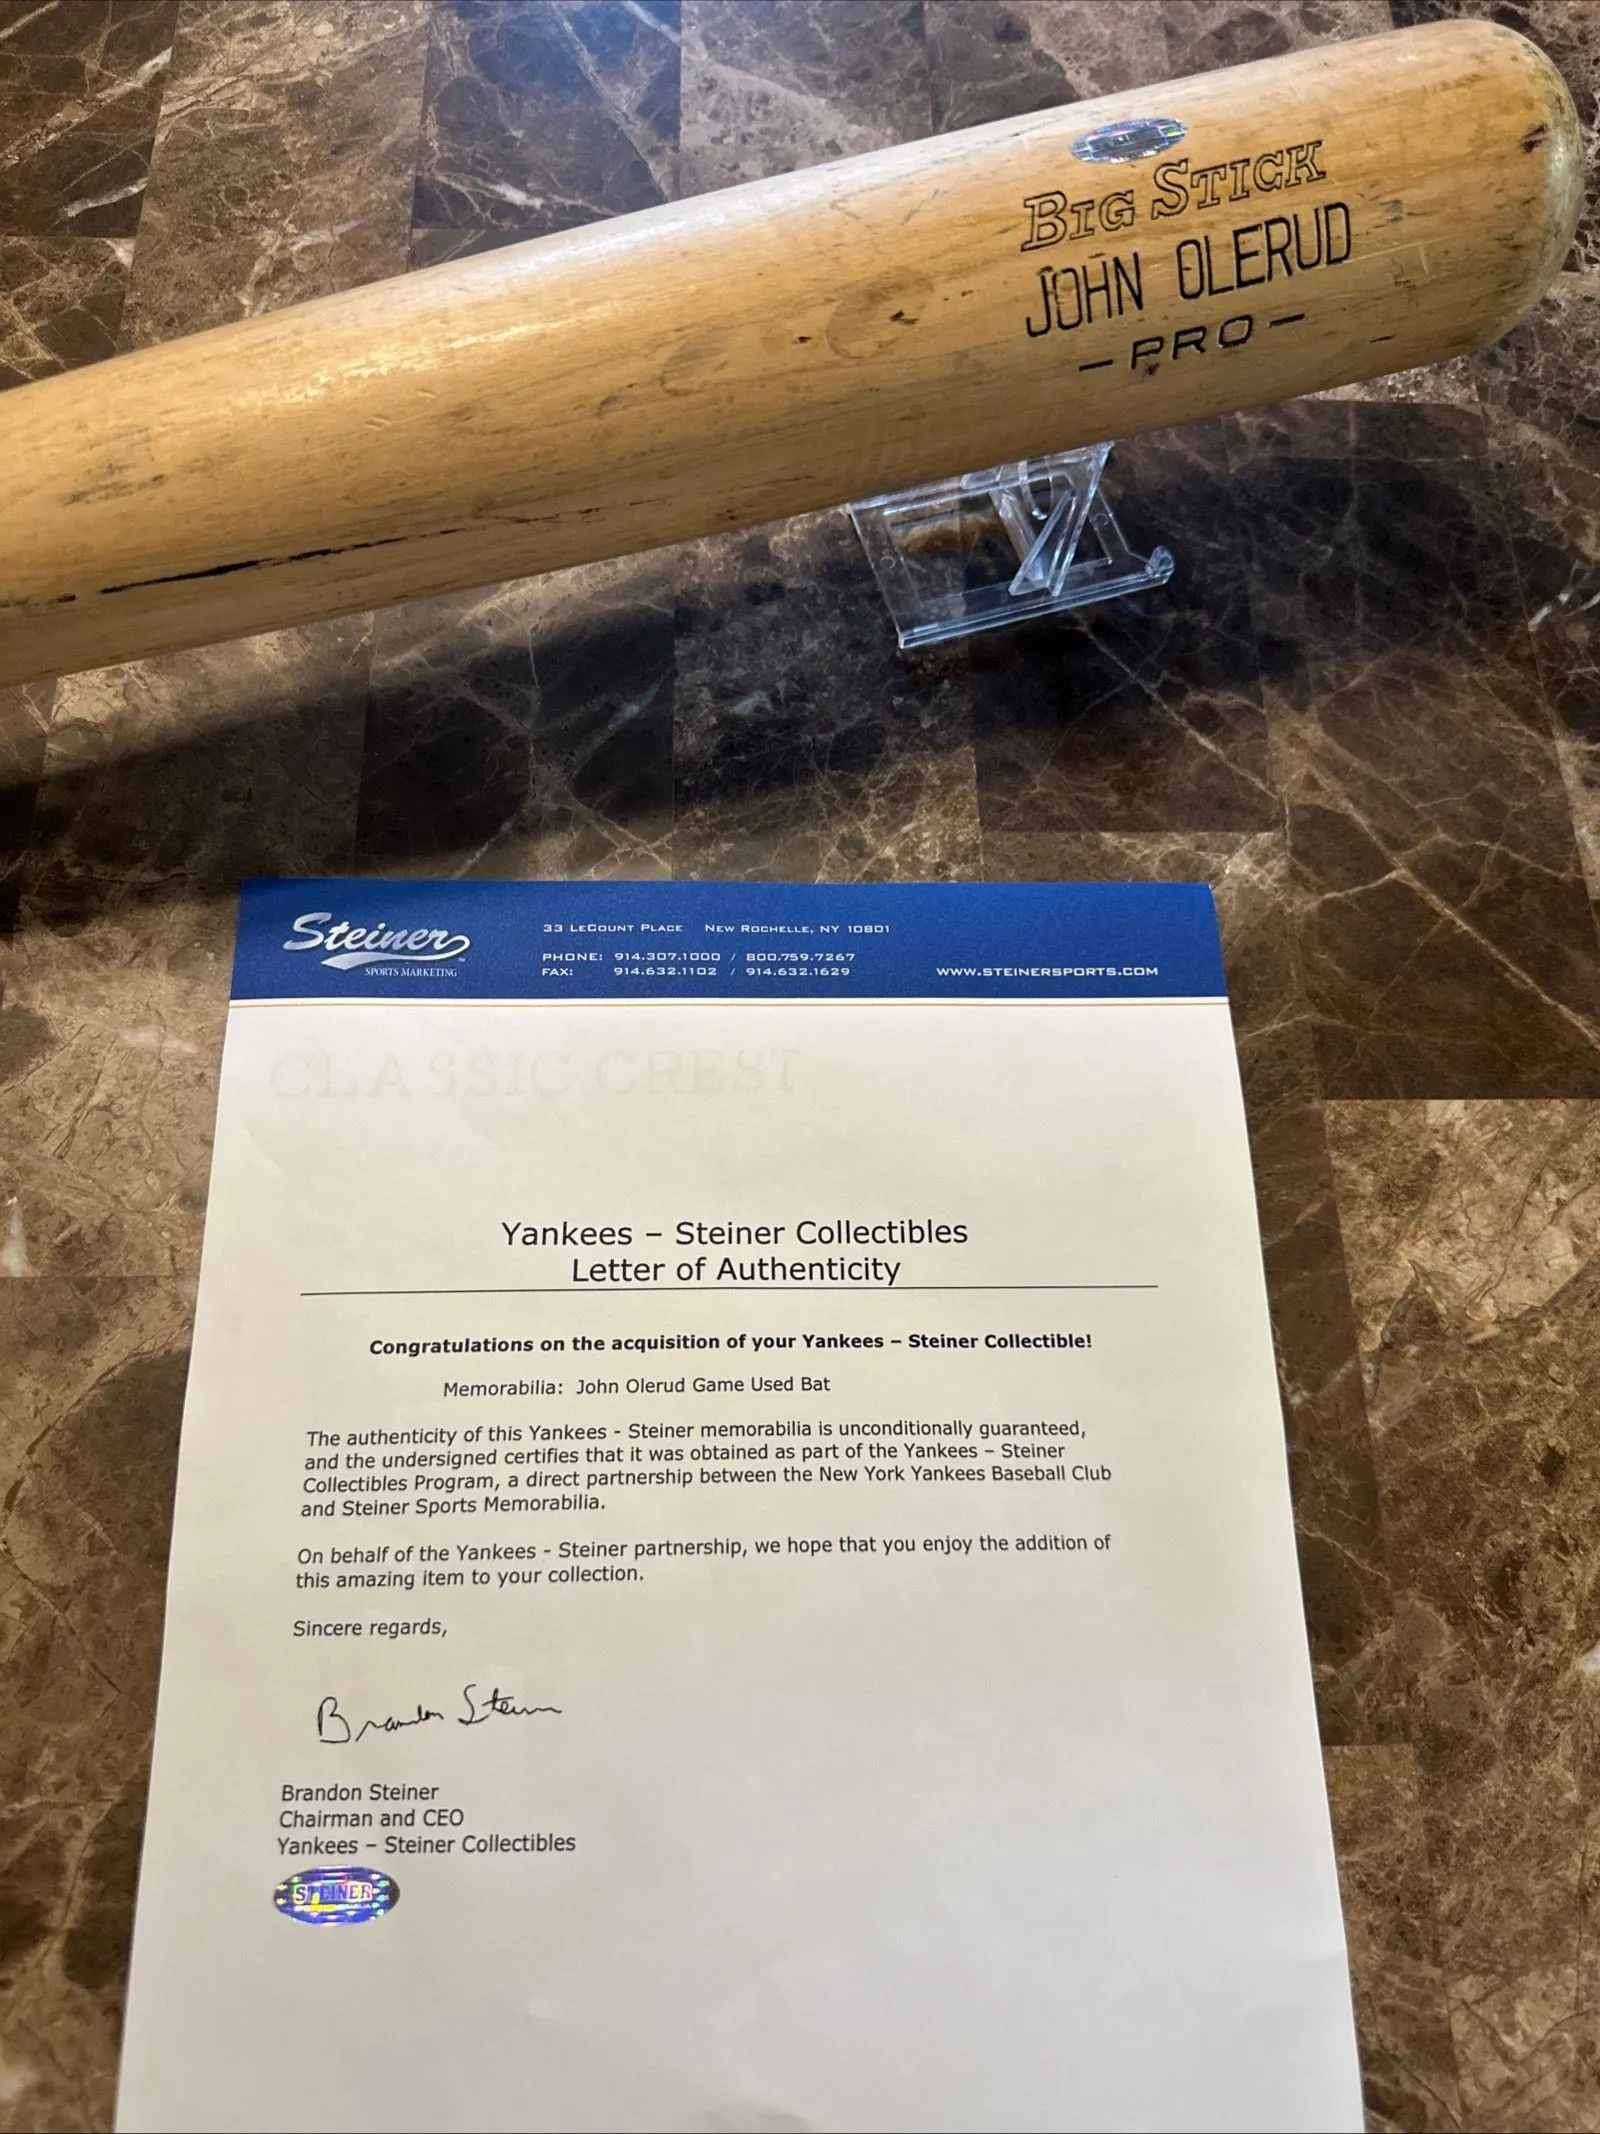 BIG STICK
JOHN OLERUD
-PRO-
Steiner
SPORTS MARKETING
33 LECOUNT PLACE NEW ROCHELLE, NY 10801
PHONE: 914.307.1000 / 800.759.7267
FAX: 914.632.1102 / 914.632.1629
WWW.STEINERSPORTS.COM
CLASSIC CREST
Yankees – Steiner Collectibles
Letter of Authenticity
Congratulations on the acquisition of your Yankees – Steiner Collectible!
Memorabilia: John Olerud Game Used Bat
The authenticity of this Yankees - Steiner memorabilia is unconditionally guaranteed,
and the undersigned certifies that it was obtained as part of the Yankees – Steiner
Collectibles Program, a direct partnership between the New York Yankees Baseball Club
and Steiner Sports Memorabilia.
On behalf of the Yankees - Steiner partnership, we hope that you enjoy the addition of
this amazing item to your collection.
Sincere regards,
Brandon Steiner
Brandon Steiner
Chairman and CEO
Yankees – Steiner Collectibles
STEINER